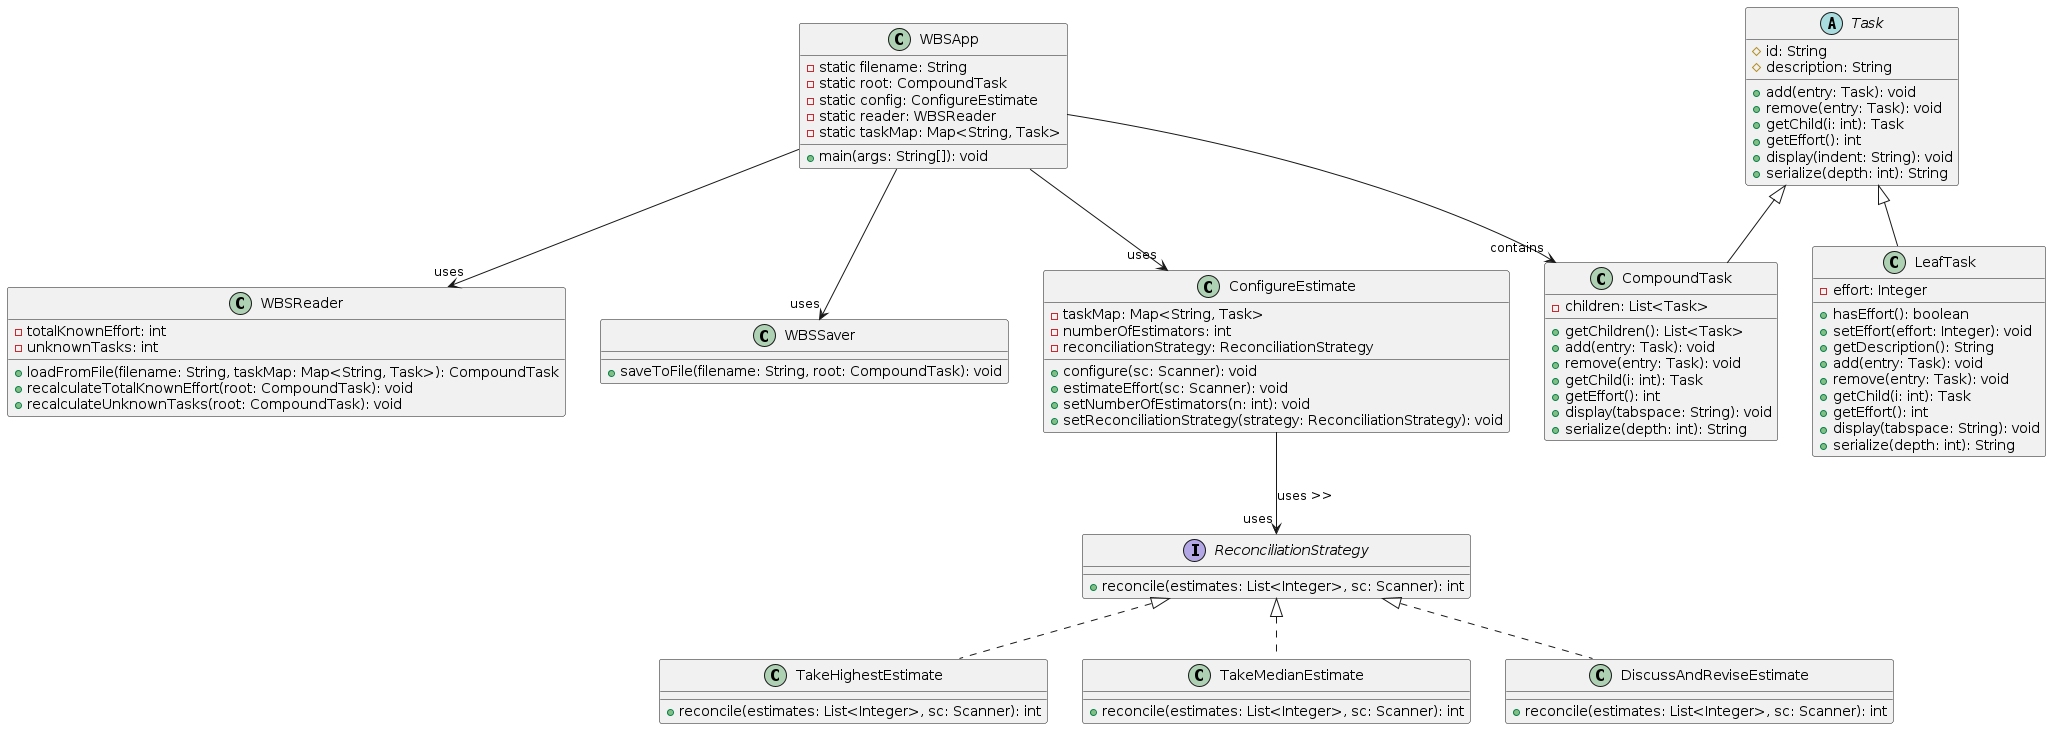 WBSApp
static filename: String
static root: CompoundTask
static config: ConfigureEstimate
static reader: WBSReader
static taskMap: Map<String, Task>
main(args: String[]): void
A Task
id: String
description: String
add(entry: Task): void
remove(entry: Task): void
getChild(i: int): Task
getEffort(): int
display(indent: String): void
serialize(depth: int): String
uses
uses
uses
contains
C WBSReader
totalKnownEffort: int
unknownTasks: int
loadFromFile(filename: String, taskMap: Map<String, Task>): CompoundTask
recalculateTotalKnownEffort(root: CompoundTask): void
recalculateUnknownTasks(root: CompoundTask): void
C WBSSaver
saveToFile(filename: String, root: CompoundTask): void
C ConfigureEstimate
taskMap: Map<String, Task>
numberOfEstimators: int
reconciliationStrategy: ReconciliationStrategy
configure(sc: Scanner): void
estimateEffort(sc: Scanner): void
setNumberOfEstimators(n: int): void
setReconciliationStrategy(strategy: ReconciliationStrategy): void
C CompoundTask
children: List<Task>
getChildren(): List<Task>
add(entry: Task): void
remove(entry: Task): void
getChild(i: int): Task
getEffort(): int
display(tabspace: String): void
serialize(depth: int): String
C LeafTask
effort: Integer
hasEffort(): boolean
setEffort(effort: Integer): void
getDescription(): String
add(entry: Task): void
remove(entry: Task): void
getChild(i: int): Task
getEffort(): int
display(tabspace: String): void
serialize(depth: int): String
uses >>
uses
I ReconciliationStrategy
reconcile(estimates: List<Integer>, sc: Scanner): int
C TakeHighestEstimate
reconcile(estimates: List<Integer>, sc: Scanner): int
C TakeMedianEstimate
reconcile(estimates: List<Integer>, sc: Scanner): int
C DiscussAndReviseEstimate
reconcile(estimates: List<Integer>, sc: Scanner): int